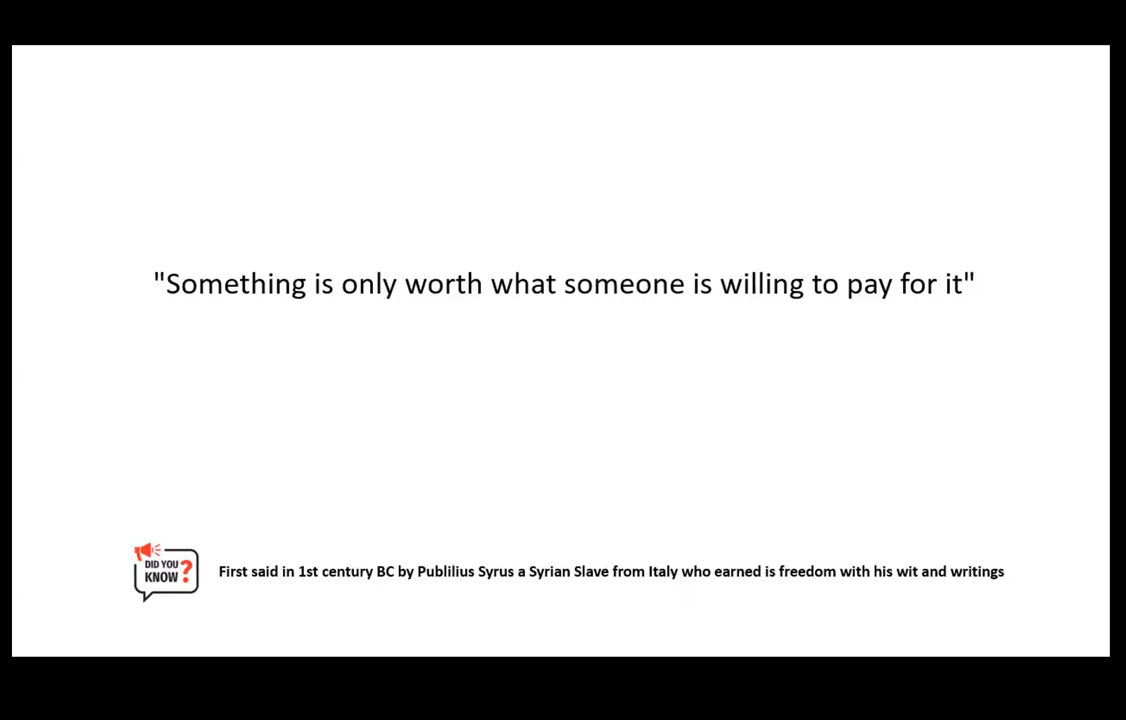 "Something is only worth what someone is willing to pay for it"
DID YOU
KNOW ?
First said in 1st century BC by Publilius Syrus a Syrian Slave from Italy who earned is freedom with his wit and writings